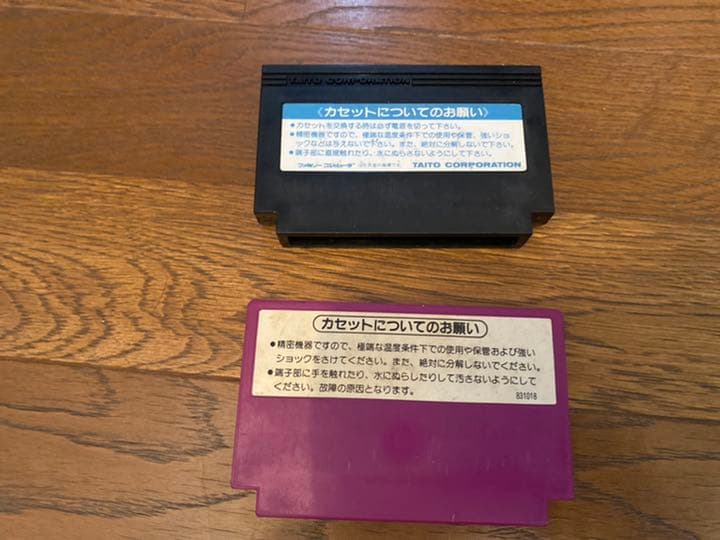 TAITO CORPORATION
《カセットについてのお願い》
●カセットを交換する時は必ず電源を切って下さい。
●精密機器ですので、極端な温度条件下での使用や保管、強いショ
ックなどは与えないで下さい。また、絶対に分解しないで下さい。
●端子部に直接触れたり、水にぬらさないようにして下さい。
ファミリーコンピュータ TAITO CORPORATION
カセットについてのお願い
●精密機器ですので、極端な温度条件下での使用や保管および強い
ショックをさけてください。また、絶対に分解しないでください。
●端子部に手を触れたり、水にぬらしたりして汚さないようにして
ください。故障の原因となります。
831018